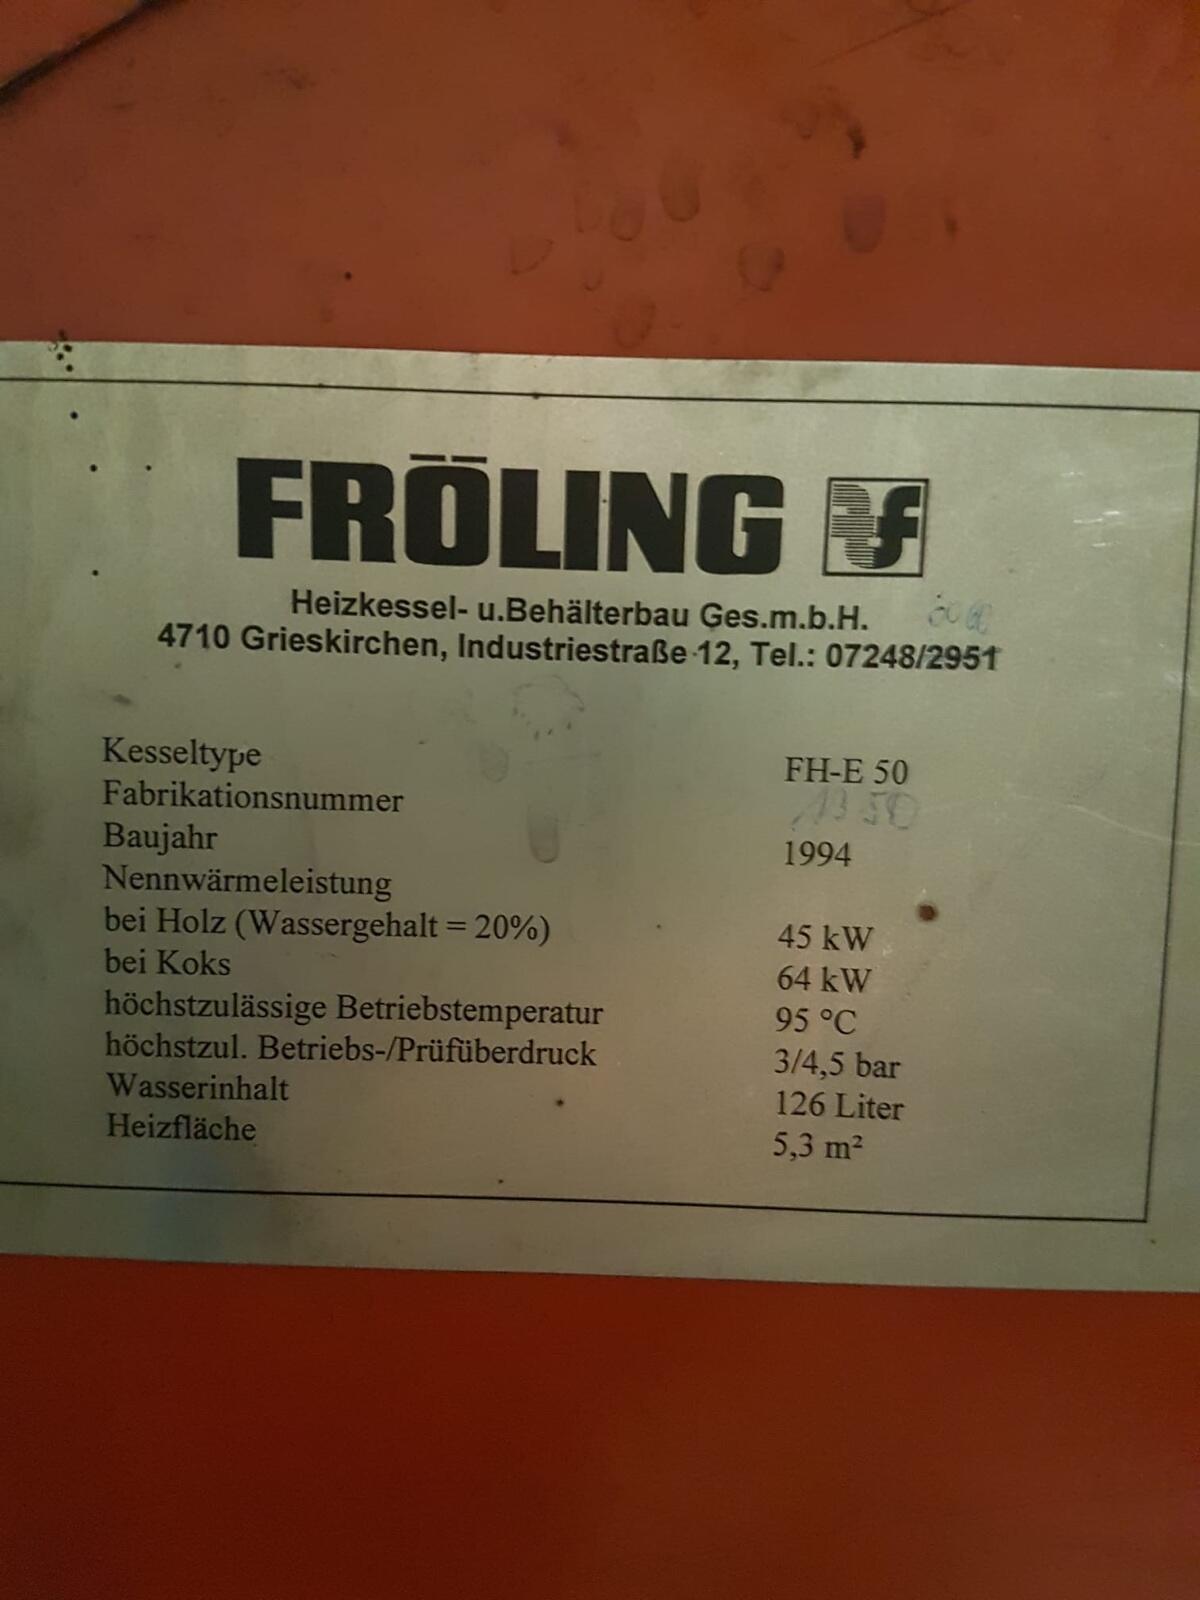 FRÖLING f
Heizkessel- u.Behälterbau Ges.m.b.H.
4710 Grieskirchen, Industriestraße 12, Tel.: 07248/2951
Kesseltype FH-E 50
Fabrikationsnummer 1350
Baujahr 1994
Nennwärmeleistung
bei Holz (Wassergehalt = 20%) 45 kW
bei Koks 64 kW
höchstzulässige Betriebstemperatur 95 °C
höchstzul. Betriebs-/Prüfüberdruck 3/4,5 bar
Wasserinhalt 126 Liter
Heizfläche 5,3 m²